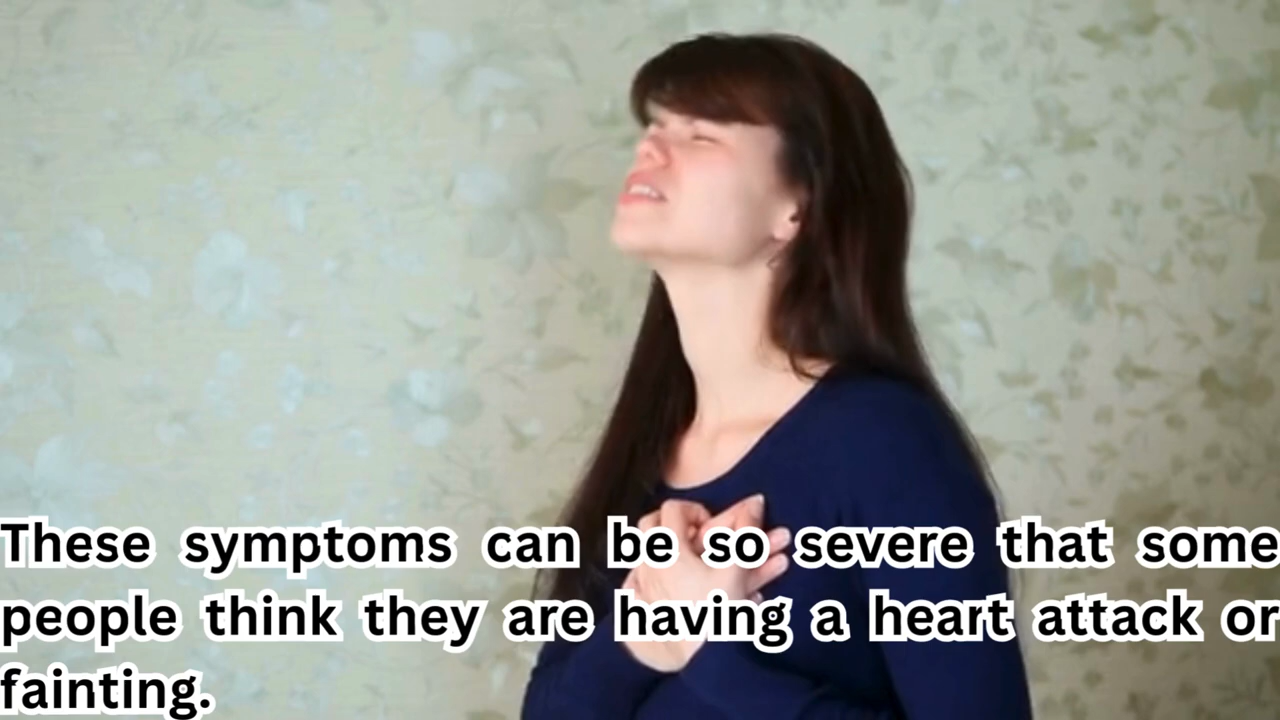 These symptoms can be so severe that some
people think they are having a heart attack or
fainting.